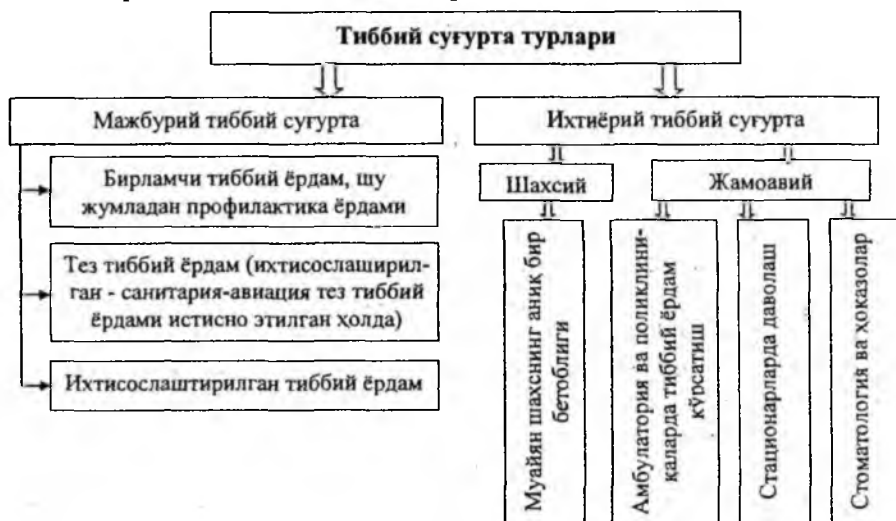 Тиббий суғурта турлари
Мажбурий тиббий суғурта
Ихтиёрий тиббий суғурта
Бирламчи тиббий ёрдам, шу
жумладан профилактика ёрдами
Тез тиббий ёрдам (ихтисослаширил-
ган - санитария-авиация тез тиббий
ёрдами истисно этилган ҳолда)
Ихтисослаштирилган тиббий ёрдам
Шахсий
Жамоавий
Муайян шахснинг аниқ бир
бетоблиги
Амбулатория ва поликлини-
қаларда тиббий ёрдам
кўрсатиш
Стационарларда даволаш
Стоматология ва ҳоказолар